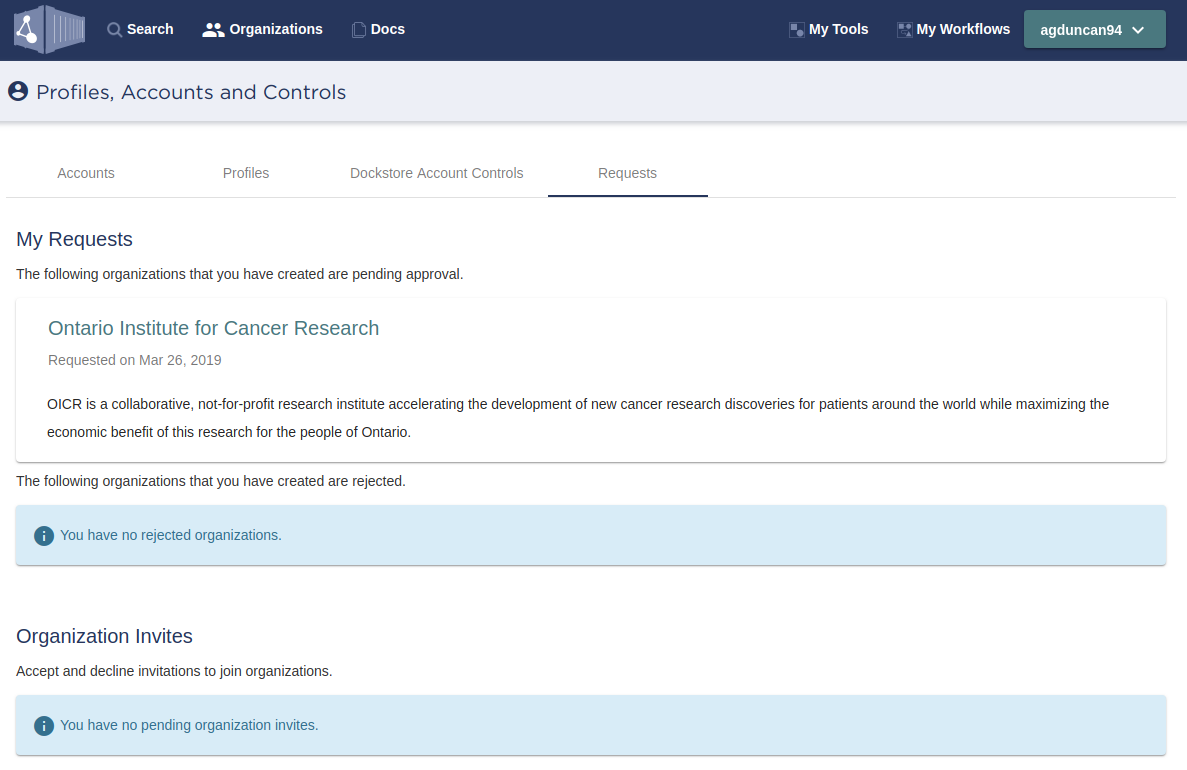 Search Organizations Docs My Tools My Workflows agduncan94
Profiles, Accounts and Controls
Accounts Profiles Dockstore Account Controls Requests
My Requests
The following organizations that you have created are pending approval.
Ontario Institute for Cancer Research
Requested on Mar 26, 2019
OICR is a collaborative, not-for-profit research institute accelerating the development of new cancer research discoveries for patients around the world while maximizing the
economic benefit of this research for the people of Ontario.
The following organizations that you have created are rejected.
You have no rejected organizations.
Organization Invites
Accept and decline invitations to join organizations.
You have no pending organization invites.